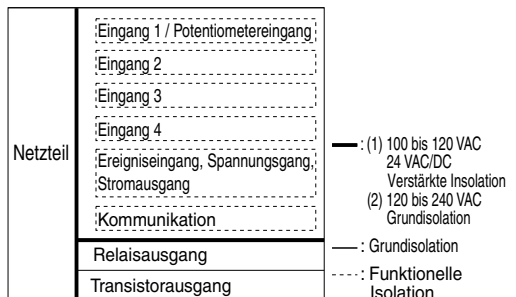 Netzteil
Eingang 1 / Potentiometereingang
Eingang 2
Eingang 3
Eingang 4
Ereigniseingang, Spannungsgang,
Stromausgang
Kommunikation
Relaisausgang
Transistorausgang
: (1) 100 bis 120 VAC
24 VAC/DC
Verstärkte Insolation
(2) 120 bis 240 VAC
Grundisolation
: Grundisolation
: Funktionelle
Isolation